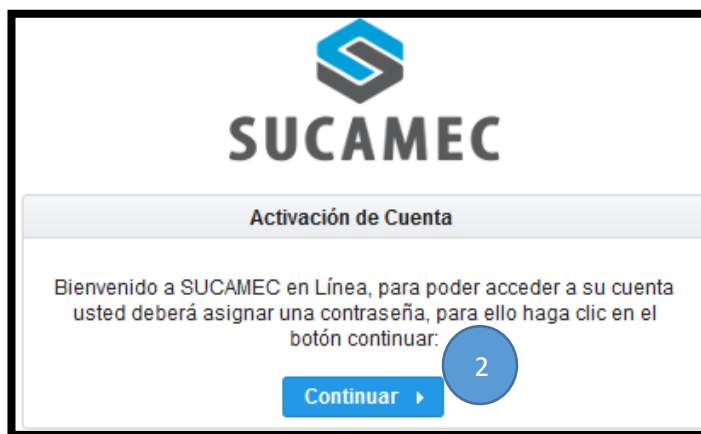 SUCAMEC
Activación de Cuenta
Bienvenido a SUCAMEC en Línea, para poder acceder a su cuenta
usted deberá asignar una contraseña, para ello haga clic en el
botón continuar:
2
Continuar